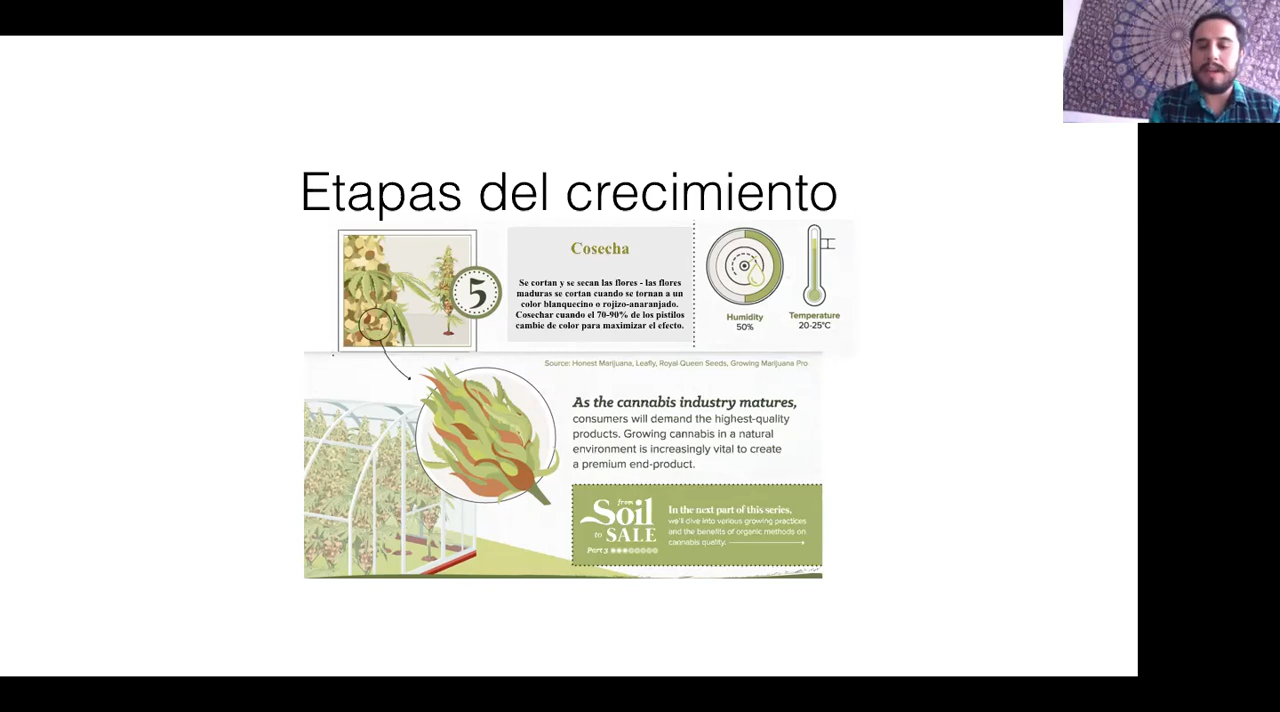 Etapas del crecimiento
5
Cosecha
Se cortan y se secan las flores - las flores
maduras se cortan cuando se tornan a un
color blanquecino o rojizo-anaranjado.
Cosechar cuando el 70-90% de los pistilos
cambie de color para maximizar el efecto.
Humidity
50%
Temperature
20-25°C
Source: Honest Marijuana, Leafly, Royal Queen Seeds, Growing Marijuana Pro
As the cannabis industry matures,
consumers will demand the highest-quality
products. Growing cannabis in a natural
environment is increasingly vital to create
a premium end-product.
from
Soil
to SALE
Part 3
In the next part of this series,
we'll dive into various growing practices
and the benefits of organic methods on
cannabis quality.